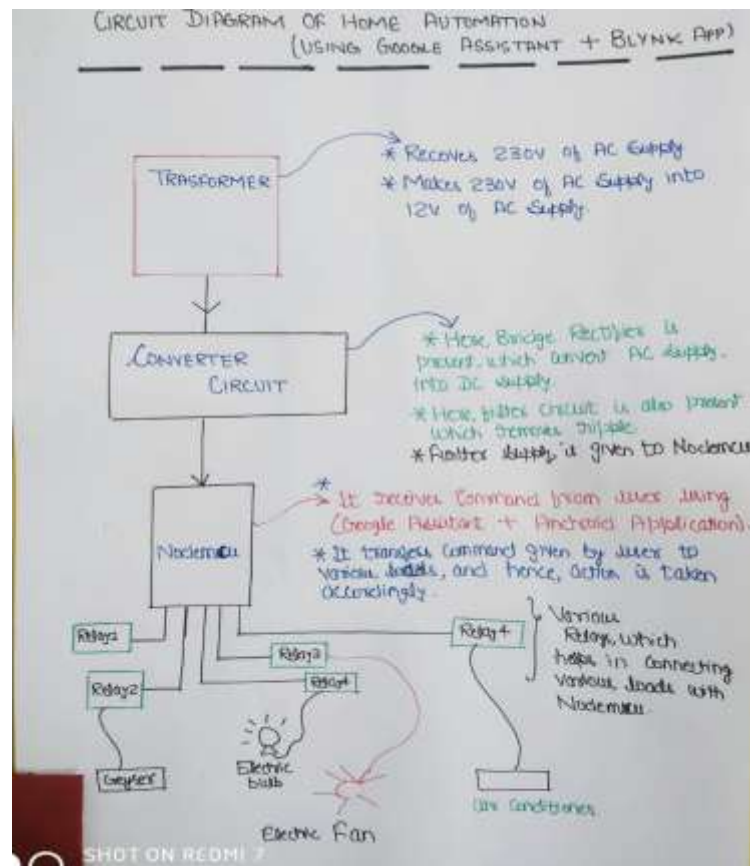 CIRCUIT DIAGRAM OF HOME AUTOMATION
(USING GOOGLE ASSISTANT + BLYNK APP)
TRASFORMER
* Recoves 230V of AC Supply
* Makes 230V of AC Supply into
12V of AC Supply.
CONVERTER
CIRCUIT
* Here, Bridge Rectifier is
present, which convert AC supply
into DC supply.
* Here, filter circuit is also present
which removes ripple.
* Further supply is given to Nodemcu
Nodemcu
*
It receives Command from user using
(Google Assistant + Android Application).
* It transfers command given by user to
various loads, and hence, action is taken
accordingly.
Relay1
Relay2
Relay3
Relay4
Relay4
Various
Relays, which
helps in connecting
various loads with
Nodemcu
Geyser
Electric
bulb
Electric Fan
Air Conditioner
SHOT ON REDMI 7